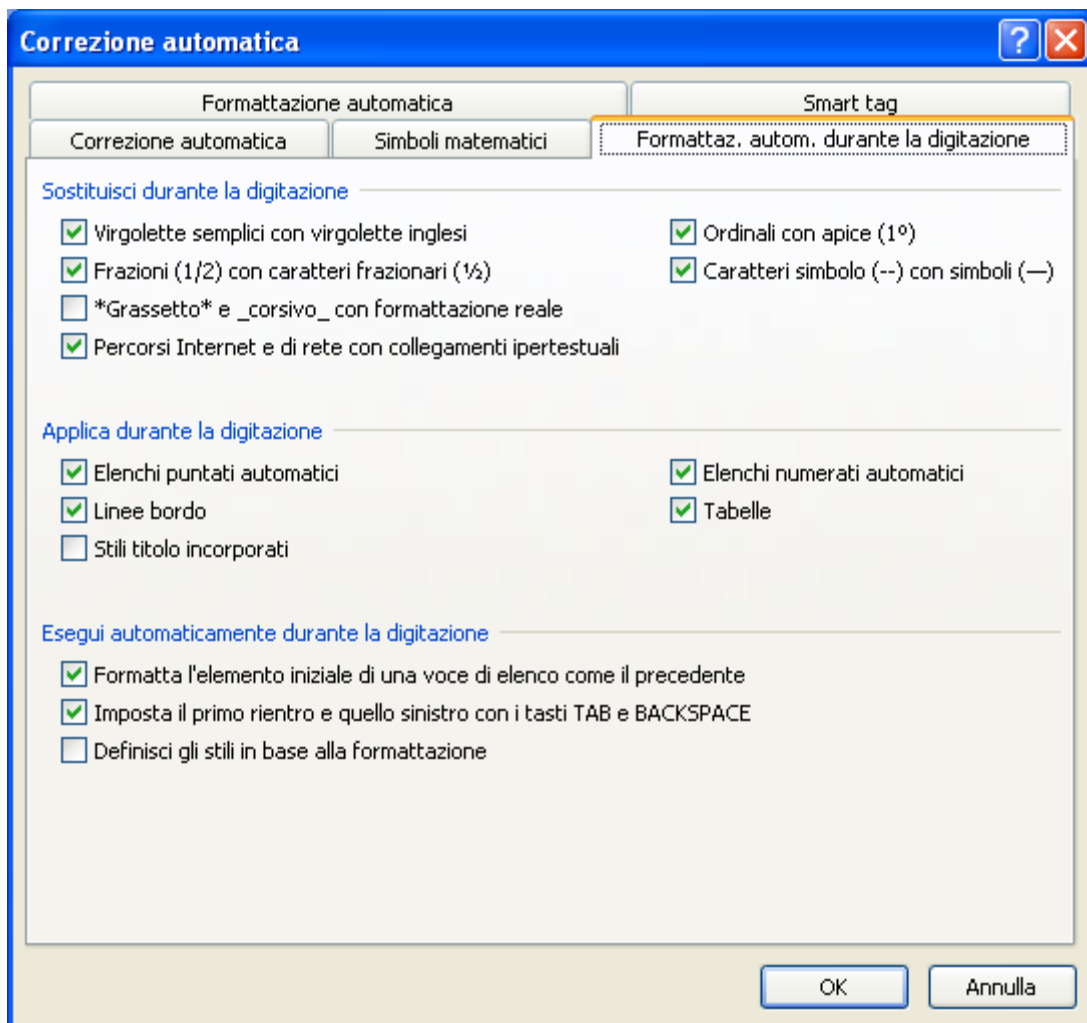 Correzione automatica
Formattazione automatica Smart tag
Correzione automatica Simboli matematici Formattaz. autom. durante la digitazione
Sostituisci durante la digitazione
Virgolette semplici con virgolette inglesi Ordinali con apice (1º)
Frazioni (1/2) con caratteri frazionari (½) Caratteri simbolo (--) con simboli (—)
*Grassetto* e _corsivo_ con formattazione reale
Percorsi Internet e di rete con collegamenti ipertestuali
Applica durante la digitazione
Elenchi puntati automatici Elenchi numerati automatici
Linee bordo Tabelle
Stili titolo incorporati
Esegui automaticamente durante la digitazione
Formatta l'elemento iniziale di una voce di elenco come il precedente
Imposta il primo rientro e quello sinistro con i tasti TAB e BACKSPACE
Definisci gli stili in base alla formattazione
OK Annulla